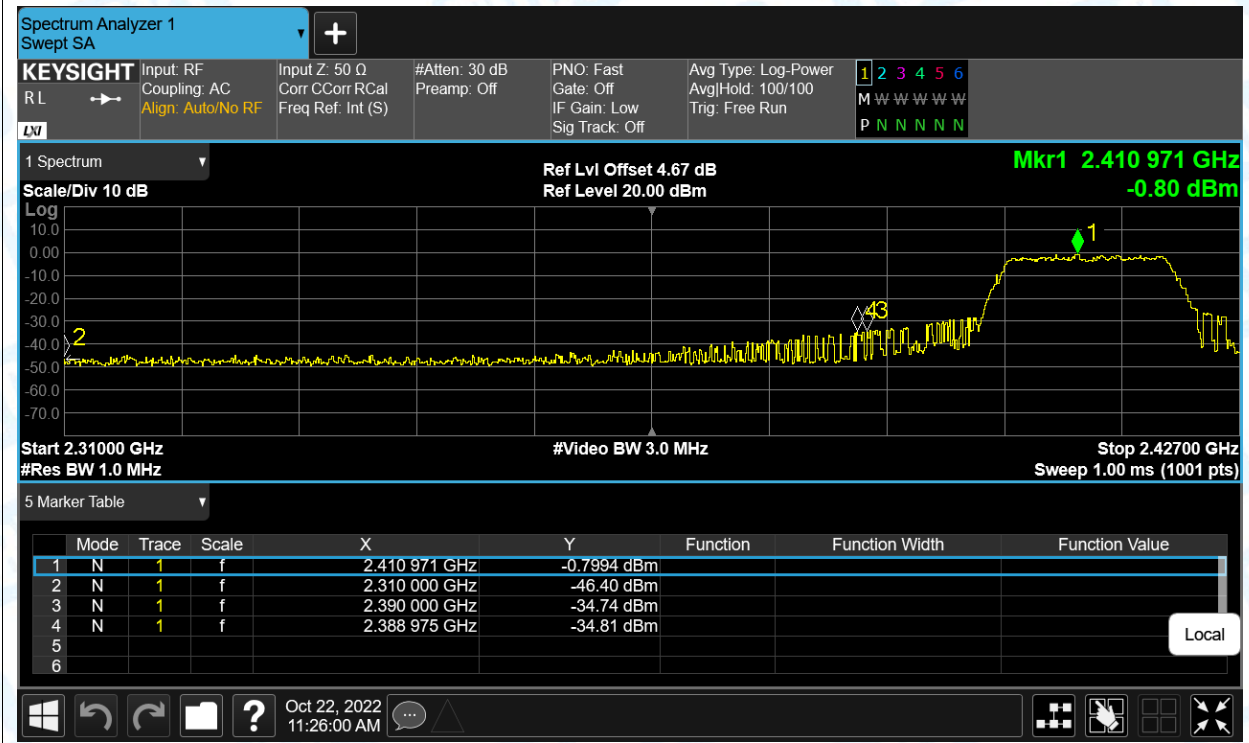 Spectrum Analyzer 1
Swept SA
+
KEYSIGHT
R L
LXI
Input: RF
Coupling: AC
Align: Auto/No RF
Input Z: 50 Ω
Corr CCorr RCal
Freq Ref: Int (S)
#Atten: 30 dB
Preamp: Off
PNO: Fast
Gate: Off
IF Gain: Low
Sig Track: Off
Avg Type: Log-Power
Avg|Hold: 100/100
Trig: Free Run
1 2 3 4 5 6
M W W W W W
P N N N N N
1 Spectrum
Scale/Div 10 dB
Ref Lvl Offset 4.67 dB
Ref Level 20.00 dBm
Mkr1 2.410 971 GHz
-0.80 dBm
Log
10.0
0.00
-10.0
-20.0
-30.0
-40.0
-50.0
-60.0
-70.0
1
2
43
Start 2.31000 GHz
#Res BW 1.0 MHz
#Video BW 3.0 MHz
Stop 2.42700 GHz
Sweep 1.00 ms (1001 pts)
5 Marker Table
Mode Trace Scale X Y Function Function Width Function Value
1 N 1 f 2.410 971 GHz -0.7994 dBm
2 N 1 f 2.310 000 GHz -46.40 dBm
3 N 1 f 2.390 000 GHz -34.74 dBm
4 N 1 f 2.388 975 GHz -34.81 dBm
5
6
Local
?
Oct 22, 2022
11:26:00 AM